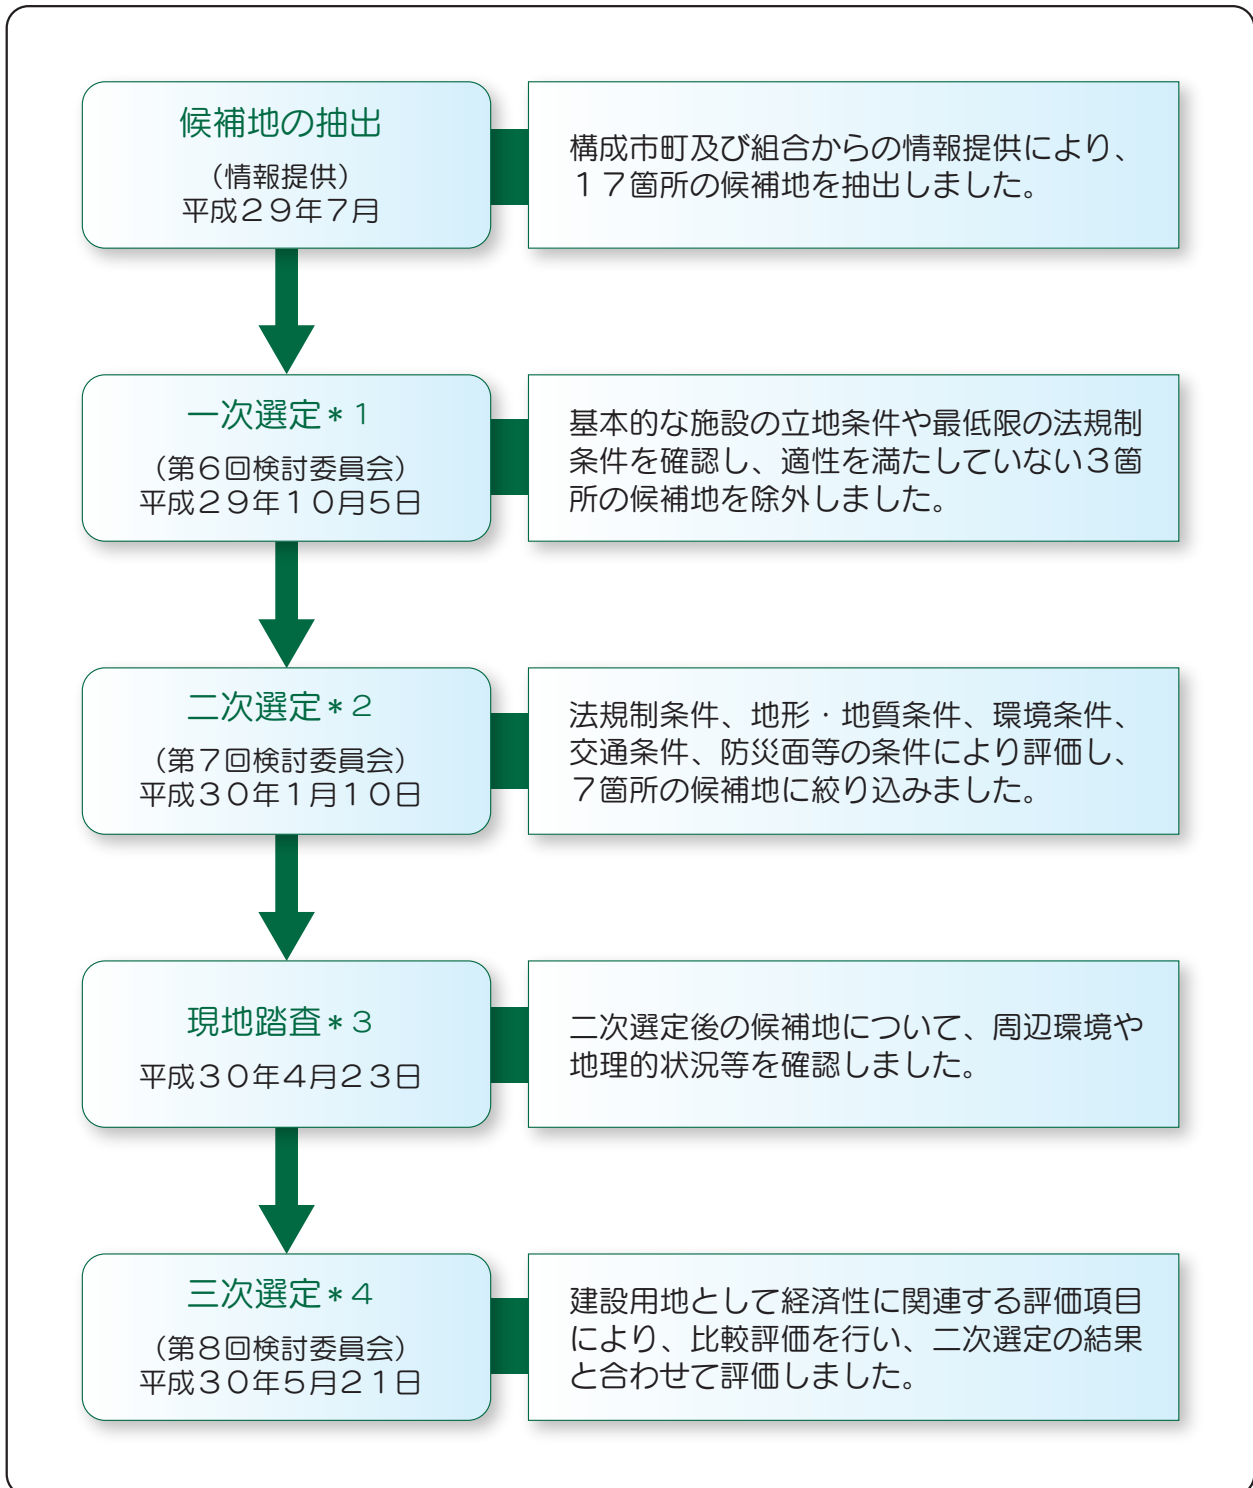 候補地の抽出
（情報提供）
平成２９年７月
構成市町及び組合からの情報提供により、
１７箇所の候補地を抽出しました。
一次選定＊１
（第６回検討委員会）
平成２９年１０月５日
基本的な施設の立地条件や最低限の法規制
条件を確認し、適性を満たしていない３箇
所の候補地を除外しました。
二次選定＊２
（第７回検討委員会）
平成３０年１月１０日
法規制条件、地形・地質条件、環境条件、
交通条件、防災面等の条件により評価し、
７箇所の候補地に絞り込みました。
現地踏査＊３
平成３０年４月２３日
二次選定後の候補地について、周辺環境や
地理的状況等を確認しました。
三次選定＊４
（第８回検討委員会）
平成３０年５月２１日
建設用地として経済性に関連する評価項目
により、比較評価を行い、二次選定の結果
と合わせて評価しました。